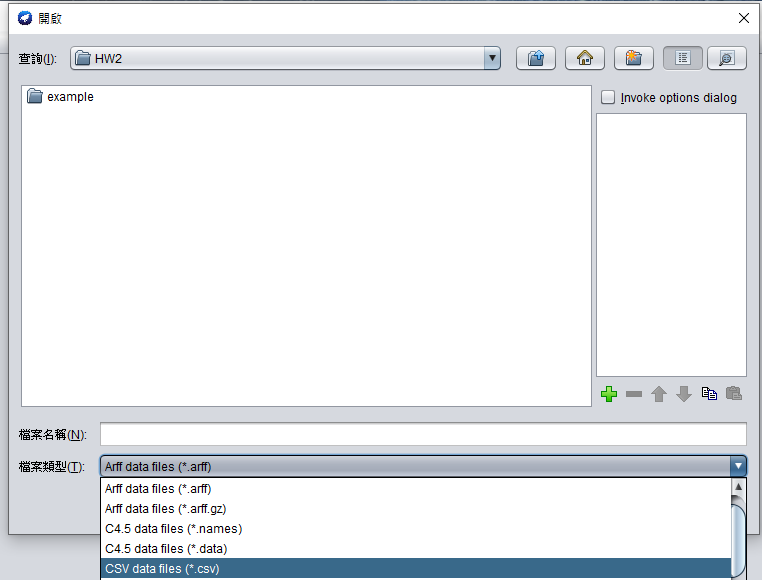 開啟
查詢(I):
HW2
example
Invoke options dialog
檔案名稱(N):
檔案類型(T):
Arff data files (*.arff)
Arff data files (*.arff)
Arff data files (*.arff.gz)
C4.5 data files (*.names)
C4.5 data files (*.data)
CSV data files (*.csv)